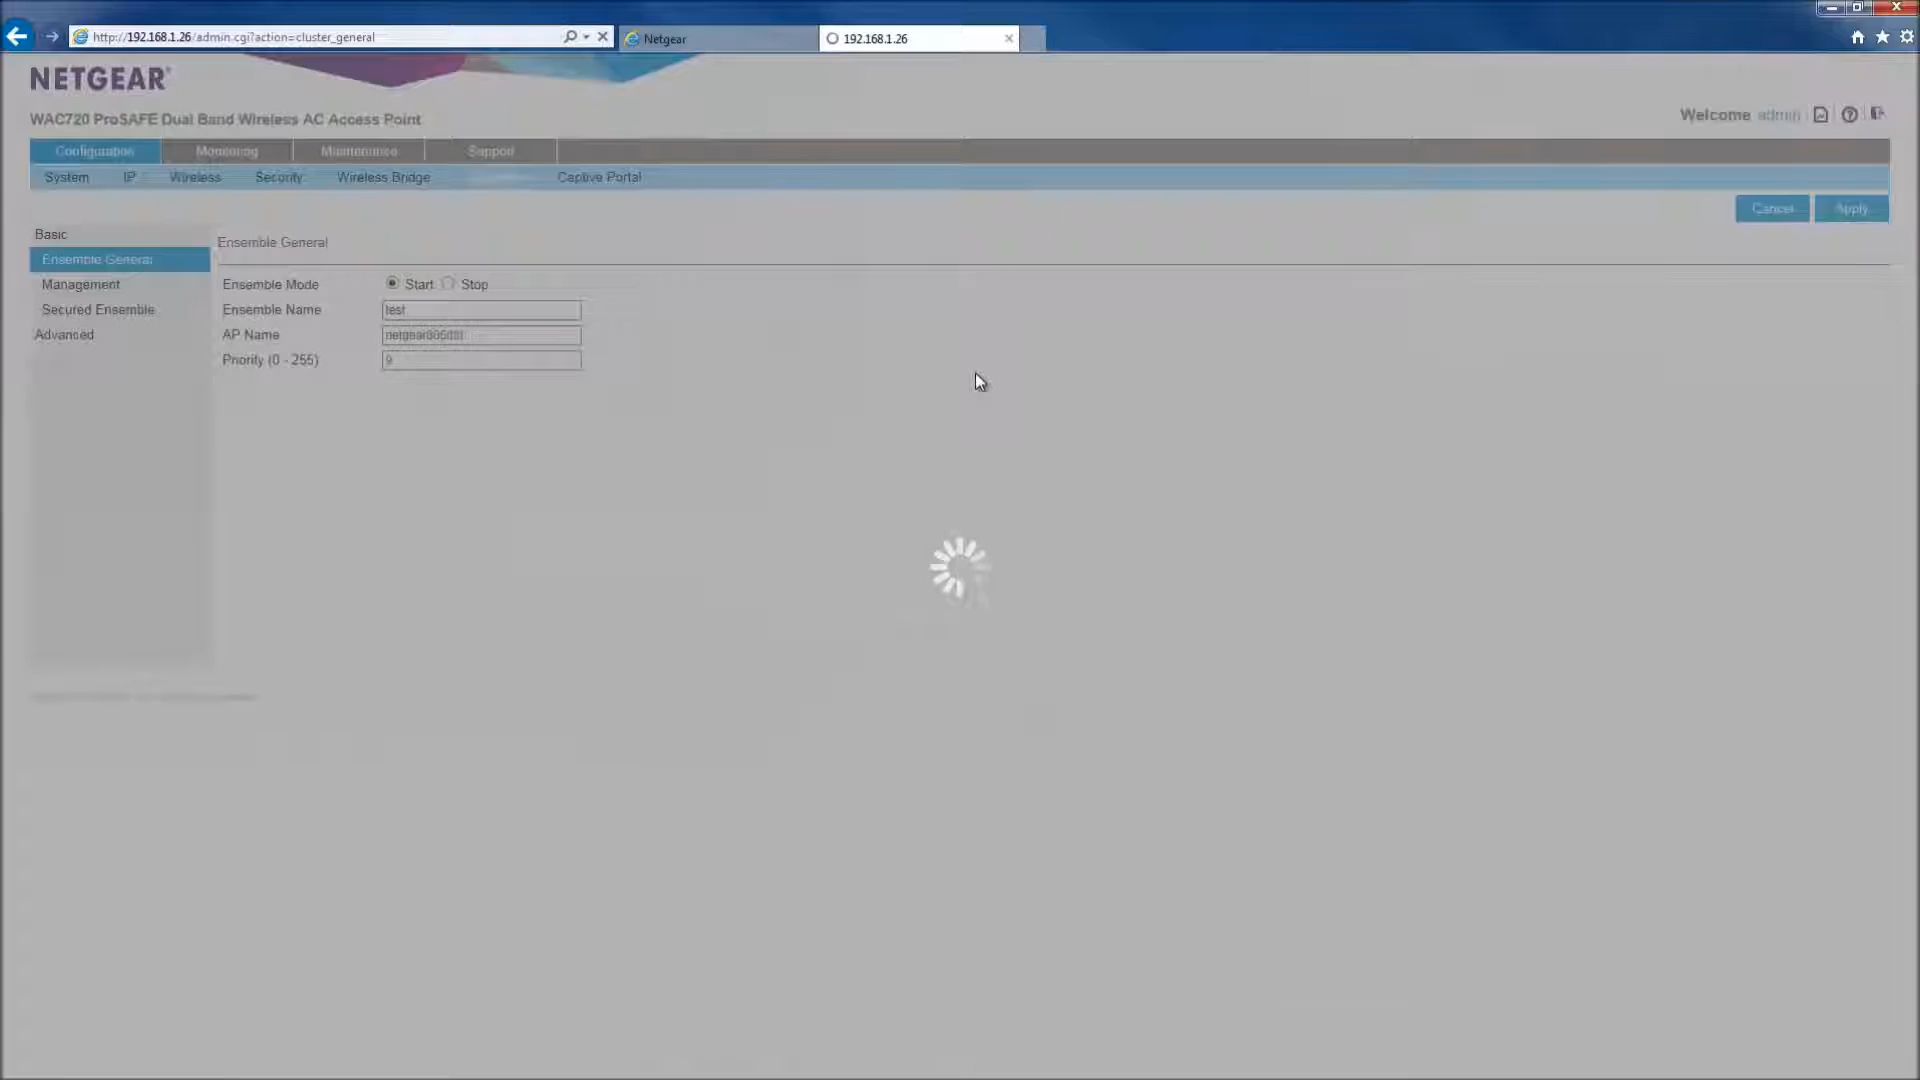 http://192.168.1.26/admin.cgi?action=cluster_general
Netgear
192.168.1.26
NETGEAR
WAC720 ProSAFE Dual Band Wireless AC Access Point
Welcome admin
Configuration Monitoring Maintenance Support
System IP Wireless Security Wireless Bridge Captive Portal
Cancel Apply
Basic
Ensemble General
Management
Secured Ensemble
Advanced
Ensemble General
Ensemble Mode Start Stop
Ensemble Name test
AP Name
Priority (0 - 255) 9